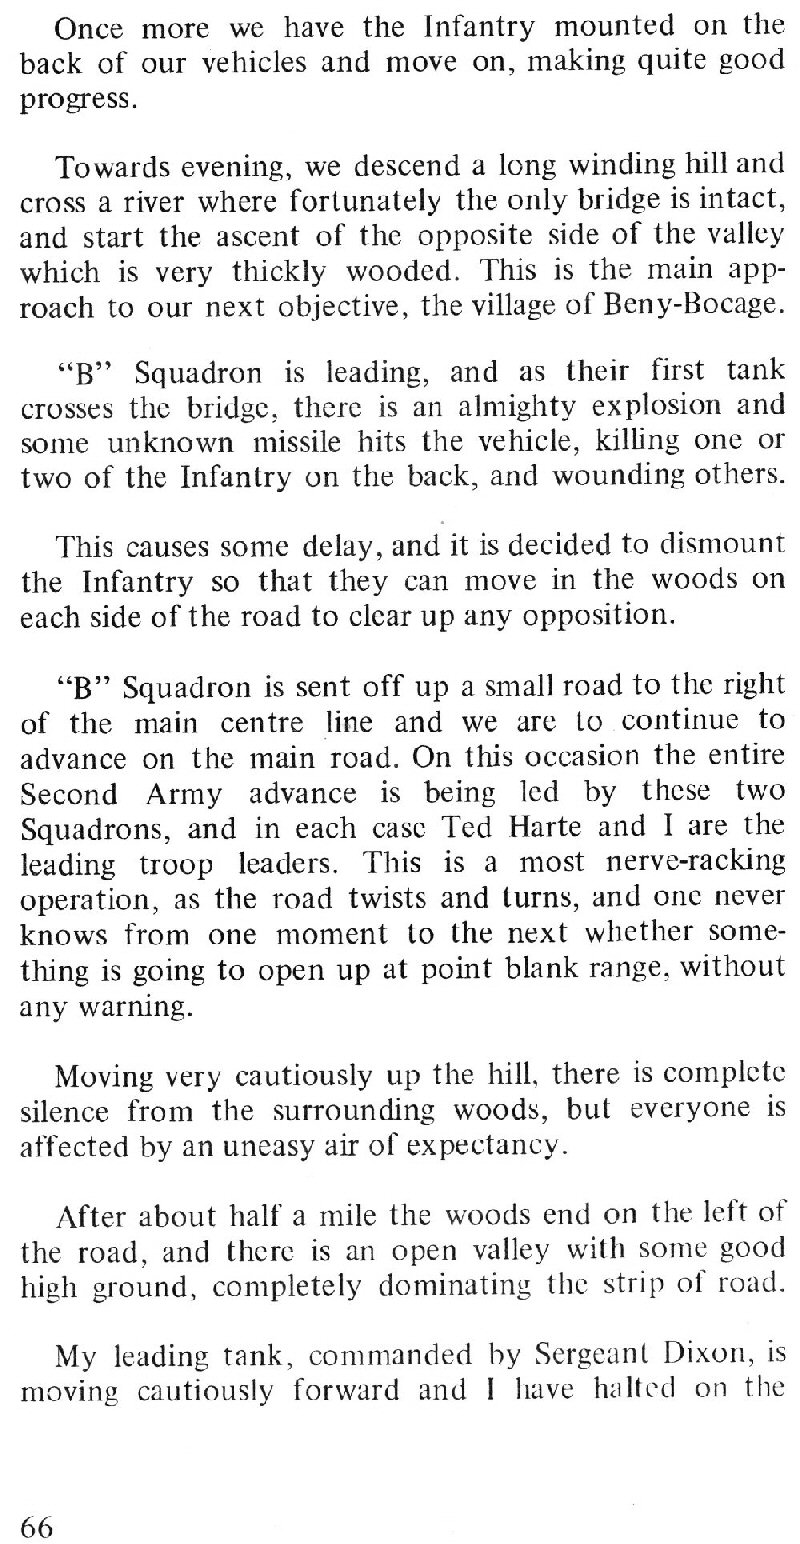 Once more we have the Infantry mounted on the
back of our vehicles and move on, making quite good
progress.
Towards evening, we descend a long winding hill and
cross a river where fortunately the only bridge is intact,
and start the ascent of the opposite side of the valley
which is very thickly wooded. This is the main app-
roach to our next objective, the village of Beny-Bocage.
“B” Squadron is leading, and as their first tank
crosses the bridge, there is an almighty explosion and
some unknown missile hits the vehicle, killing one or
two of the Infantry on the back, and wounding others.
This causes some delay, and it is decided to dismount
the Infantry so that they can move in the woods on
each side of the road to clear up any opposition.
“B” Squadron is sent off up a small road to the right
of the main centre line and we are to continue to
advance on the main road. On this occasion the entire
Second Army advance is being led by these two
Squadrons, and in each case Ted Harte and I are the
leading troop leaders. This is a most nerve-racking
operation, as the road twists and turns, and one never
knows from one moment to the next whether some-
thing is going to open up at point blank range, without
any warning.
Moving very cautiously up the hill, there is complete
silence from the surrounding woods, but everyone is
affected by an uneasy air of expectancy.
After about half a mile the woods end on the left of
the road, and there is an open valley with some good
high ground, completely dominating the strip of road.
My leading tank, commanded by Sergeant Dixon, is
moving cautiously forward and I have halted on the
66